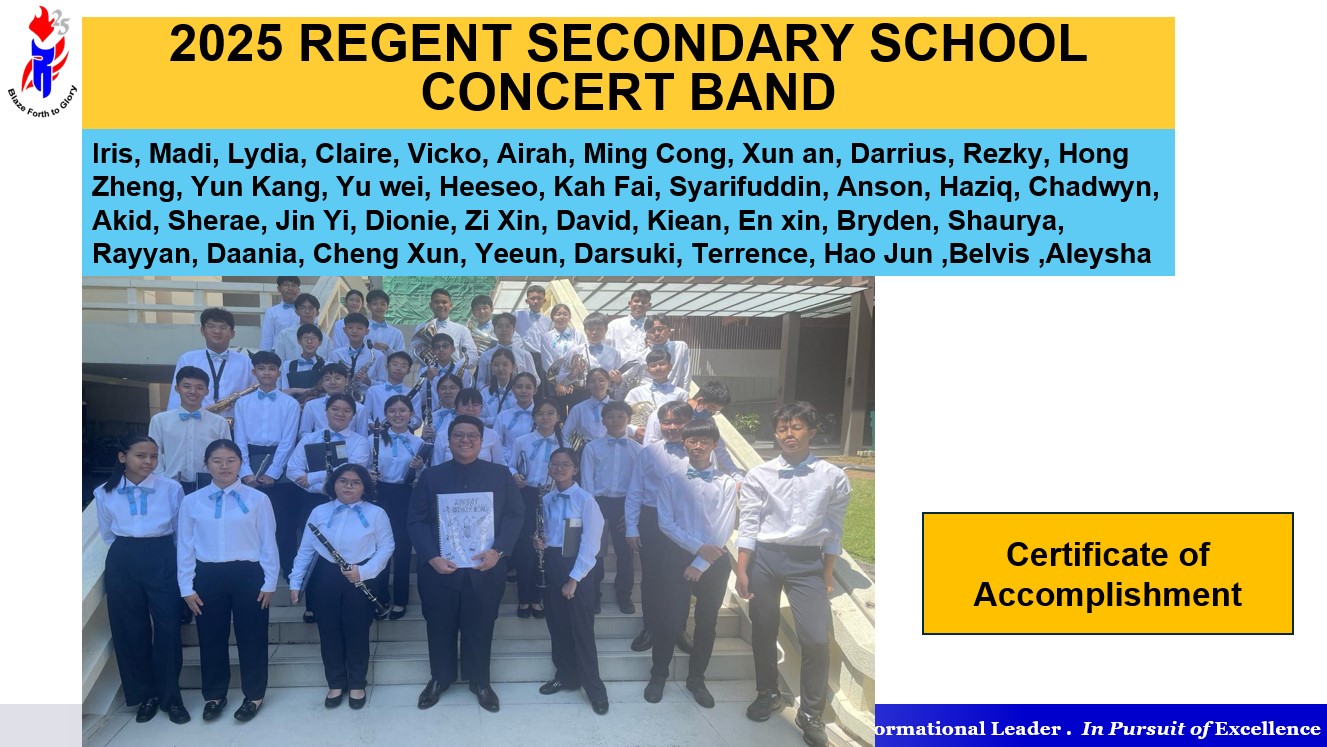 25
Blaze Forth to Glory
2025 REGENT SECONDARY SCHOOL
CONCERT BAND
Iris, Madi, Lydia, Claire, Vicko, Airah, Ming Cong, Xun an, Darrius, Rezky, Hong
Zheng, Yun Kang, Yu wei, Heeseo, Kah Fai, Syarifuddin, Anson, Haziq, Chadwyn,
Akid, Sherae, Jin Yi, Dionie, Zi Xin, David, Kiean, En xin, Bryden, Shaurya,
Rayyan, Daania, Cheng Xun, Yeeun, Darsuki, Terrence, Hao Jun ,Belvis ,Aleysha
Certificate of
Accomplishment
ormational Leader . In Pursuit of Excellence